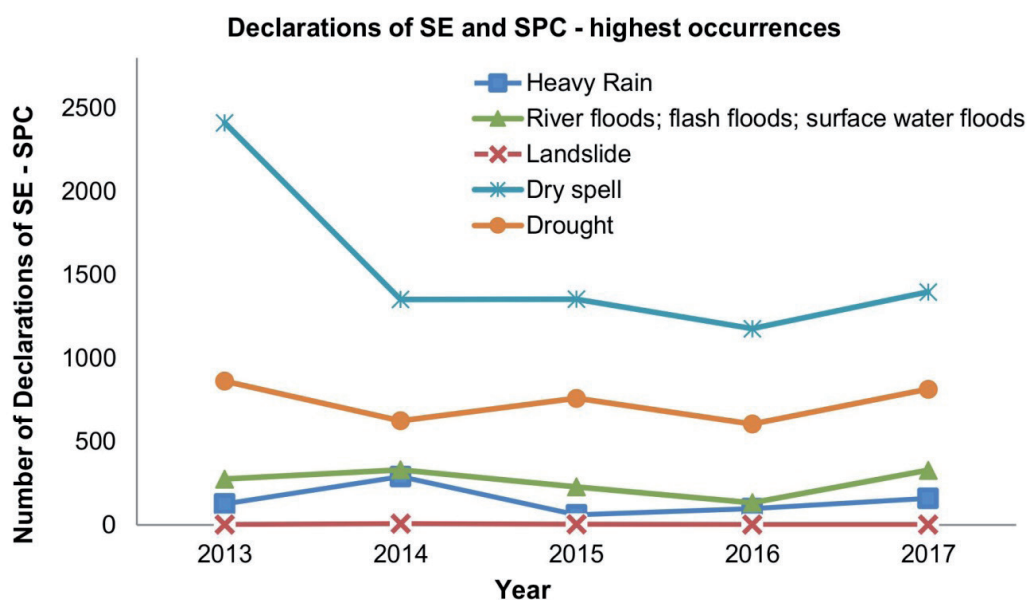 Declarations of SE and SPC - highest occurrences
Heavy Rain
River floods; flash floods; surface water floods
Landslide
Dry spell
Drought
Number of Declarations of SE - SPC
2500
2000
1500
1000
500
0
2013 2014 2015 2016 2017
Year